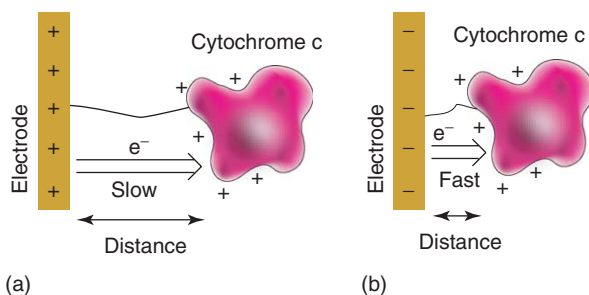 Cytochrome c
Electrode
+
+
+
+
+
+
+
+
+
+
e⁻
Slow
Distance
(a)
Cytochrome c
Electrode
−
−
−
−
−
+
+
+
+
+
e⁻
Fast
Distance
(b)